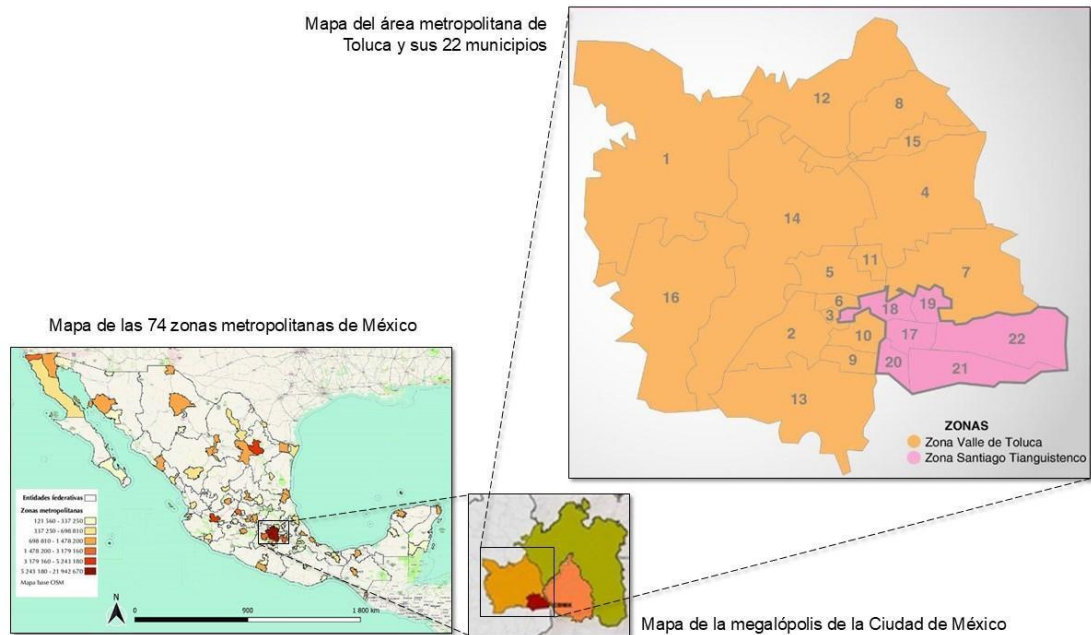 Mapa del área metropolitana de
Toluca y sus 22 municipios
12
8
15
1
4
14
11
5
7
16
6
18
19
3
2
10
17
22
9
20
21
13
ZONAS
Zona Valle de Toluca
Zona Santiago Tianguistenco
Mapa de las 74 zonas metropolitanas de México
Entidades federativas
Zonas metropolitanas
123 560 - 337 250
337 250 - 698 810
698 810 - 1 478 200
1 478 200 - 3 179 160
3 179 160 - 5 243 180
5 243 180 - 21 942 670
Mapa base OSM
N
0 900 1 800 km
Mapa de la megalópolis de la Ciudad de México